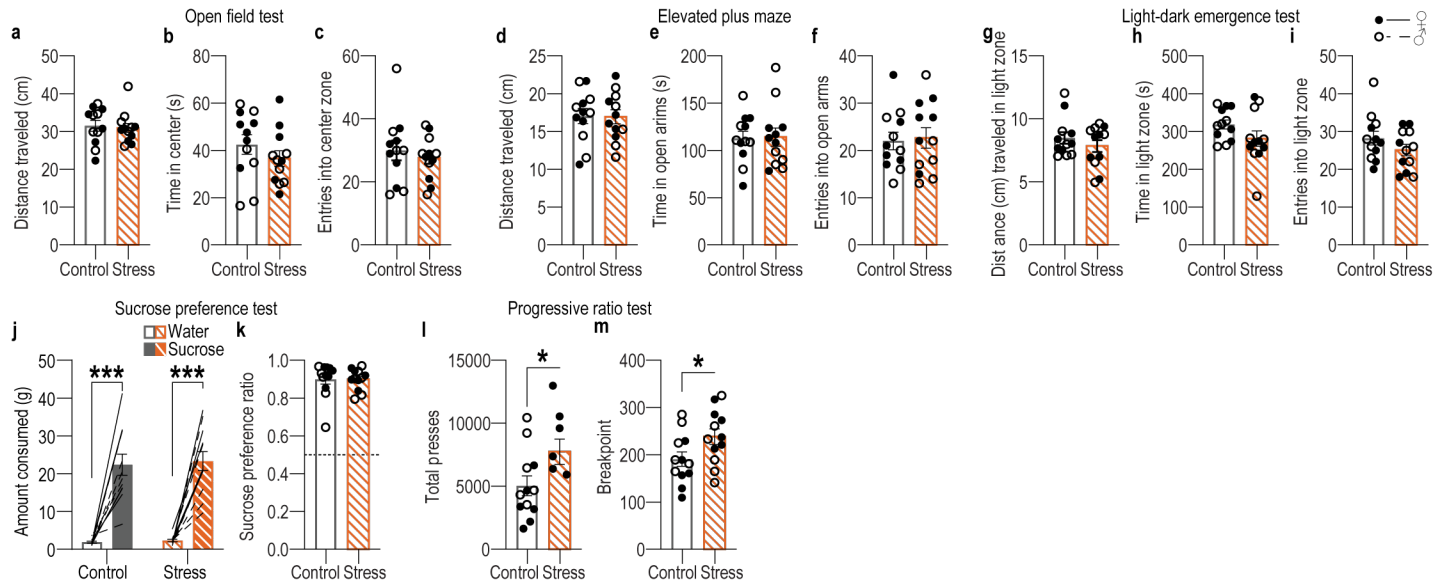 Open field test
Elevated plus maze
Light-dark emergence test
♀
♂
a
Distance traveled (cm)
50
40
30
20
10
0
Control Stress
b
Time in center (s)
80
60
40
20
0
Control Stress
c
Entries into center zone
60
40
20
0
Control Stress
d
Distance traveled (cm)
25
20
15
10
5
0
Control Stress
e
Time in open arms (s)
200
150
100
50
0
Control Stress
f
Entries into open arms
40
30
20
10
0
Control Stress
g
Dist ance (cm) traveled in light zone
15
10
5
0
Control Stress
h
Time in light zone (s)
500
400
300
200
100
0
Control Stress
i
Entries into light zone
50
40
30
20
10
0
Control Stress
Sucrose preference test
Progressive ratio test
j
Water
Sucrose
Amount consumed (g)
50
40
30
20
10
0
***
***
Control
Stress
k
Sucrose preference ratio
1.0
0.8
0.6
0.4
0.2
0.0
Control Stress
l
Total presses
15000
10000
5000
0
*
Control Stress
m
Breakpoint
400
300
200
100
0
*
Control Stress